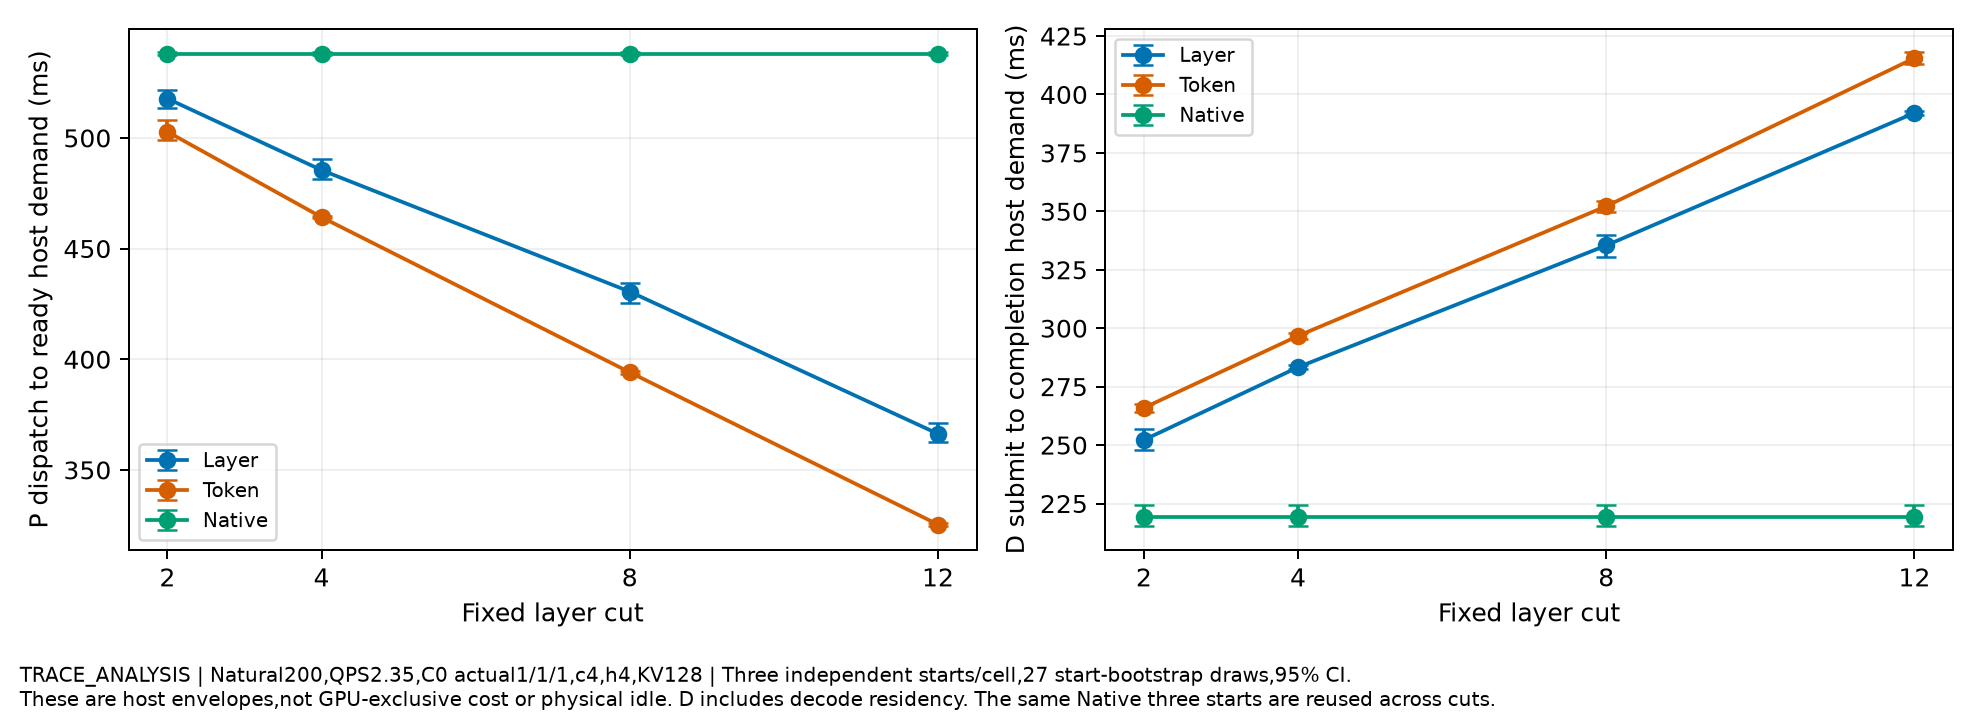 P dispatch to ready host demand (ms)
500
450
400
350
Layer
Token
Native
2
4
8
12
Fixed layer cut
D submit to completion host demand (ms)
425
400
375
350
325
300
275
250
225
Layer
Token
Native
2
4
8
12
Fixed layer cut
TRACE_ANALYSIS | Natural200,QPS2.35,C0 actual1/1/1,c4,h4,KV128 | Three independent starts/cell,27 start-bootstrap draws,95% CI.
These are host envelopes,not GPU-exclusive cost or physical idle. D includes decode residency. The same Native three starts are reused across cuts.